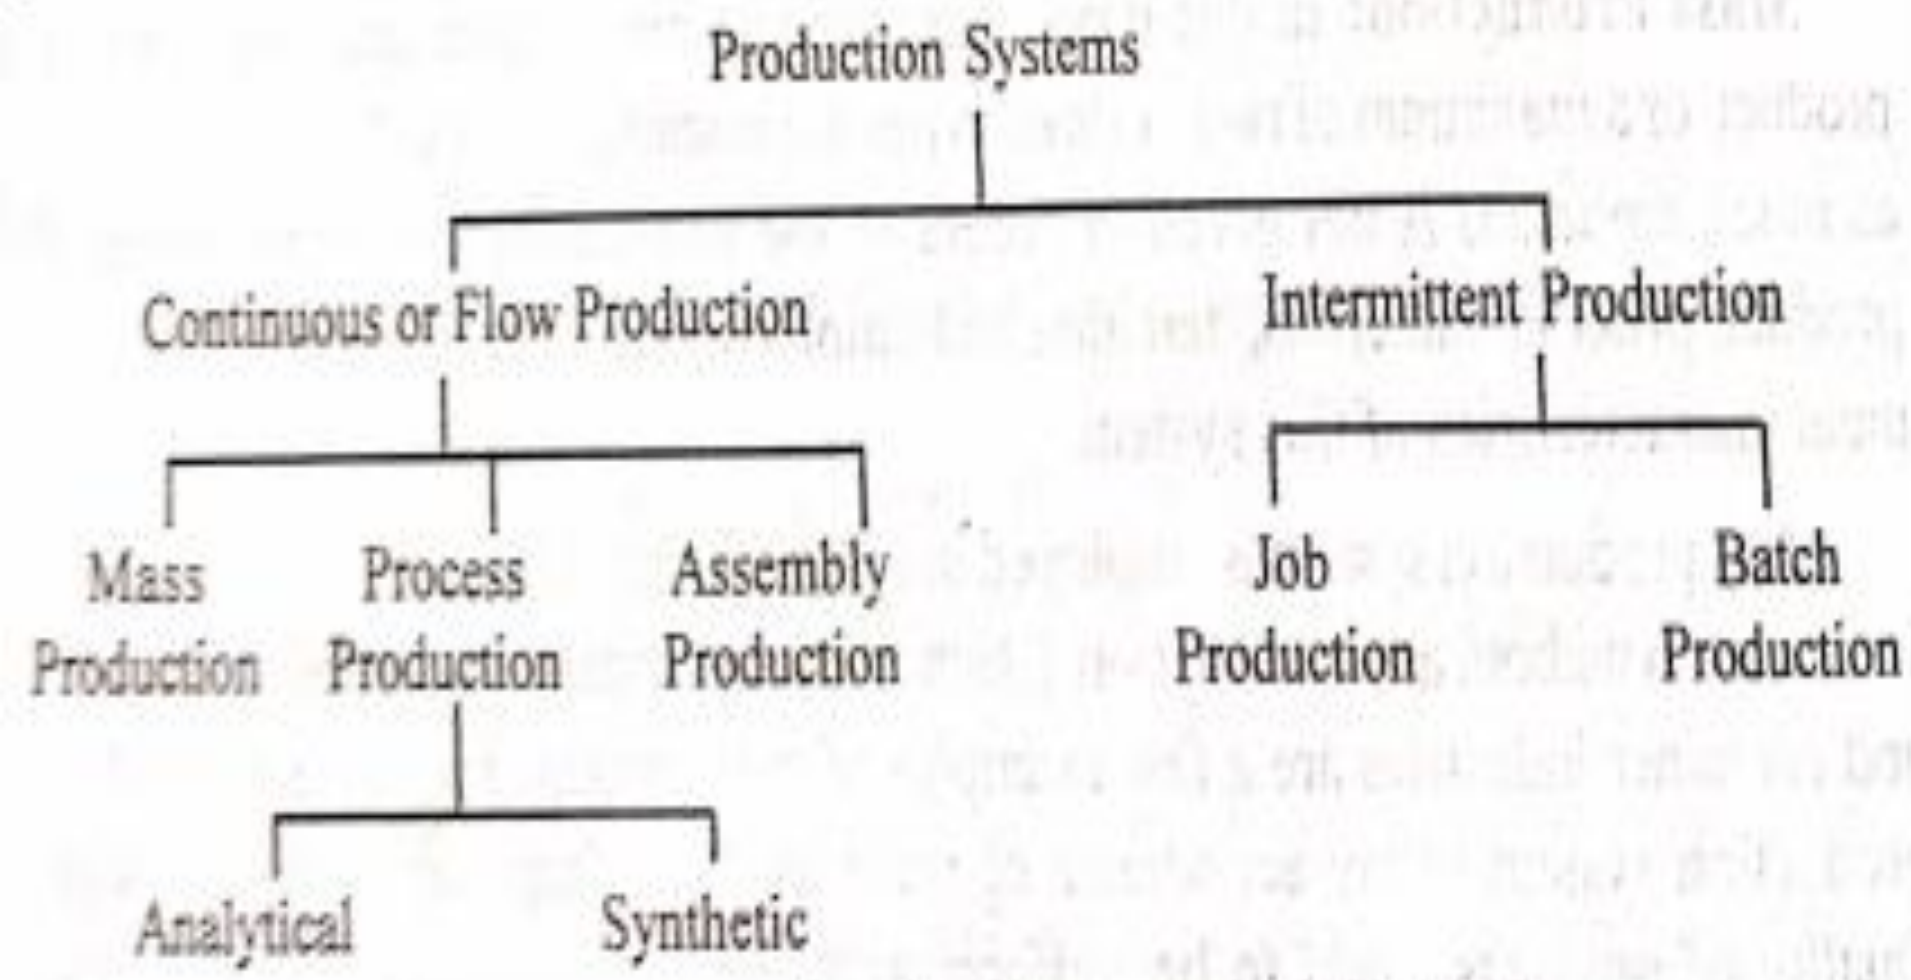 Production Systems
Continuous or Flow Production
Intermittent Production
Mass
Production
Process
Production
Assembly
Production
Job
Production
Batch
Production
Analytical
Synthetic